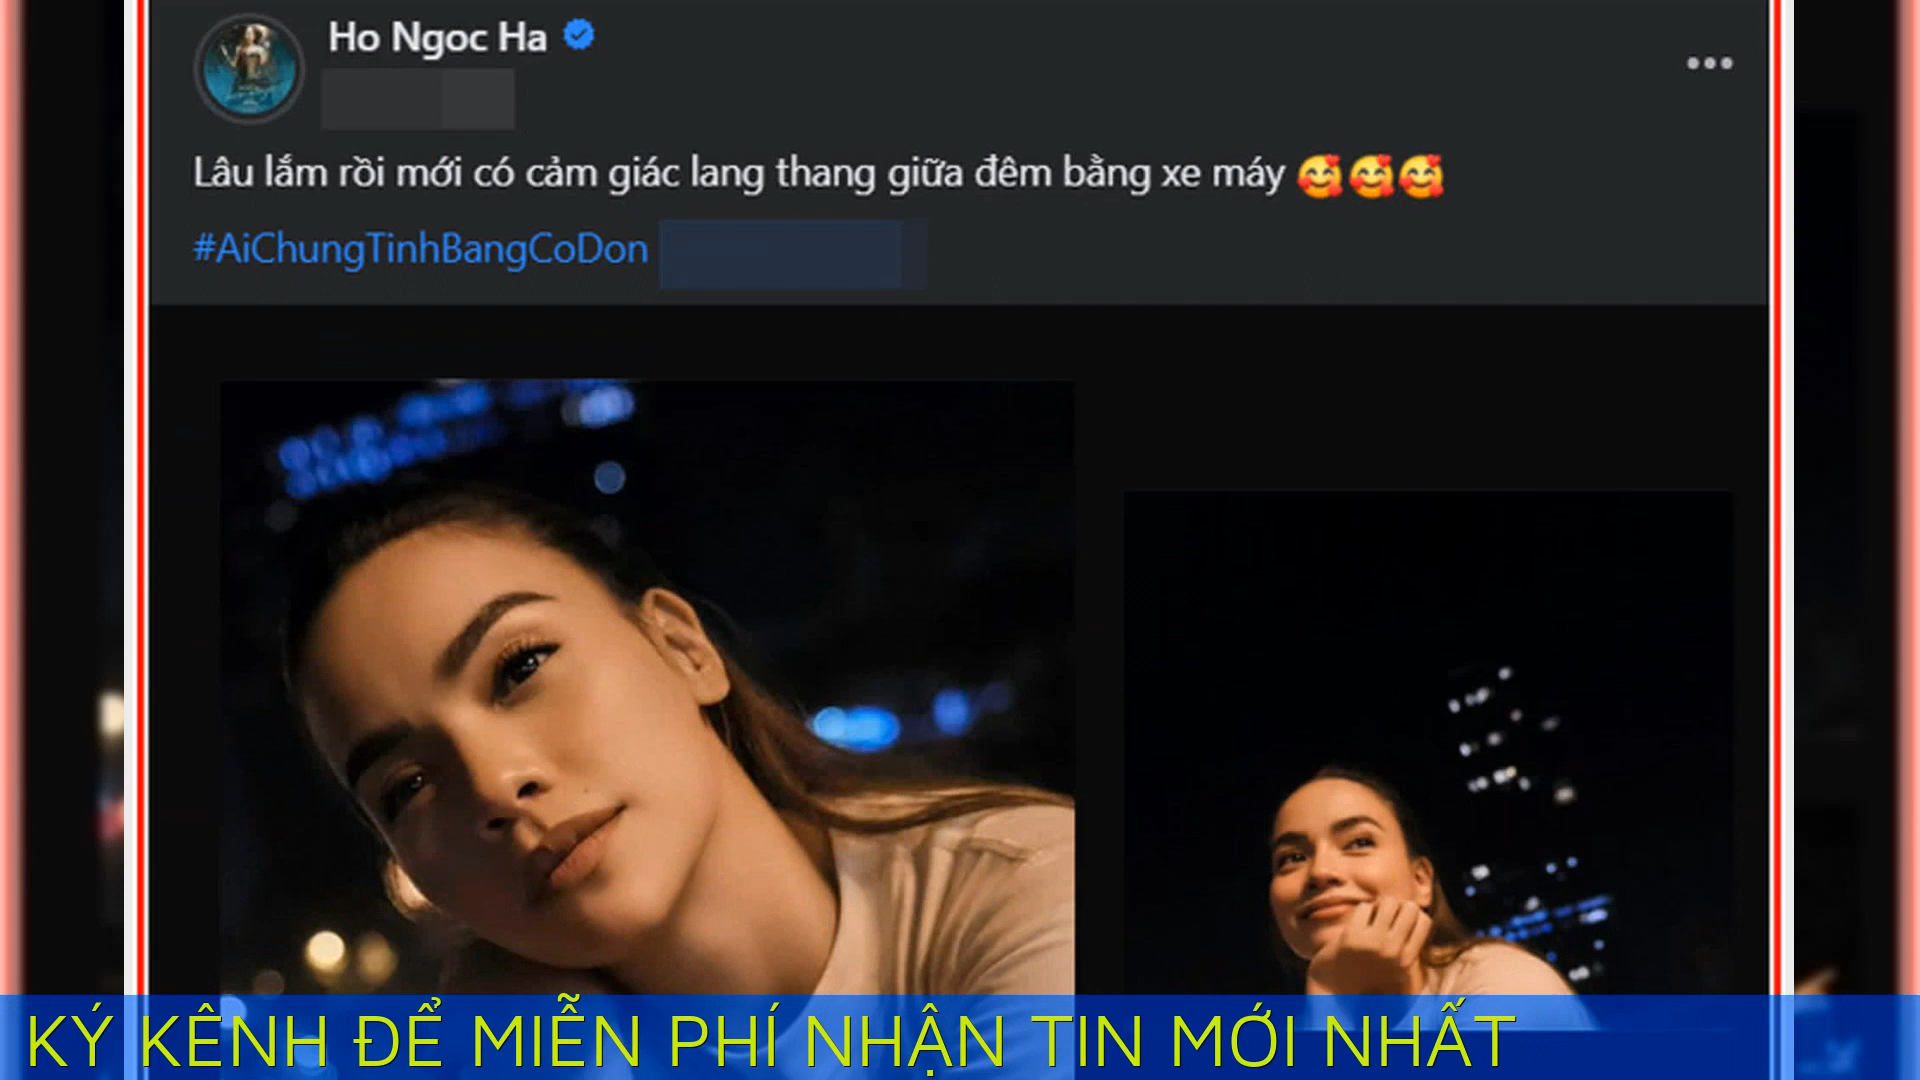 Ho Ngoc Ha
Lâu lắm rồi mới có cảm giác lang thang giữa đêm bằng xe máy 🥰🥰🥰
#AiChungTinhBangCoDon
KÝ KÊNH ĐỂ MIỄN PHÍ NHẬN TIN MỚI NHẤT